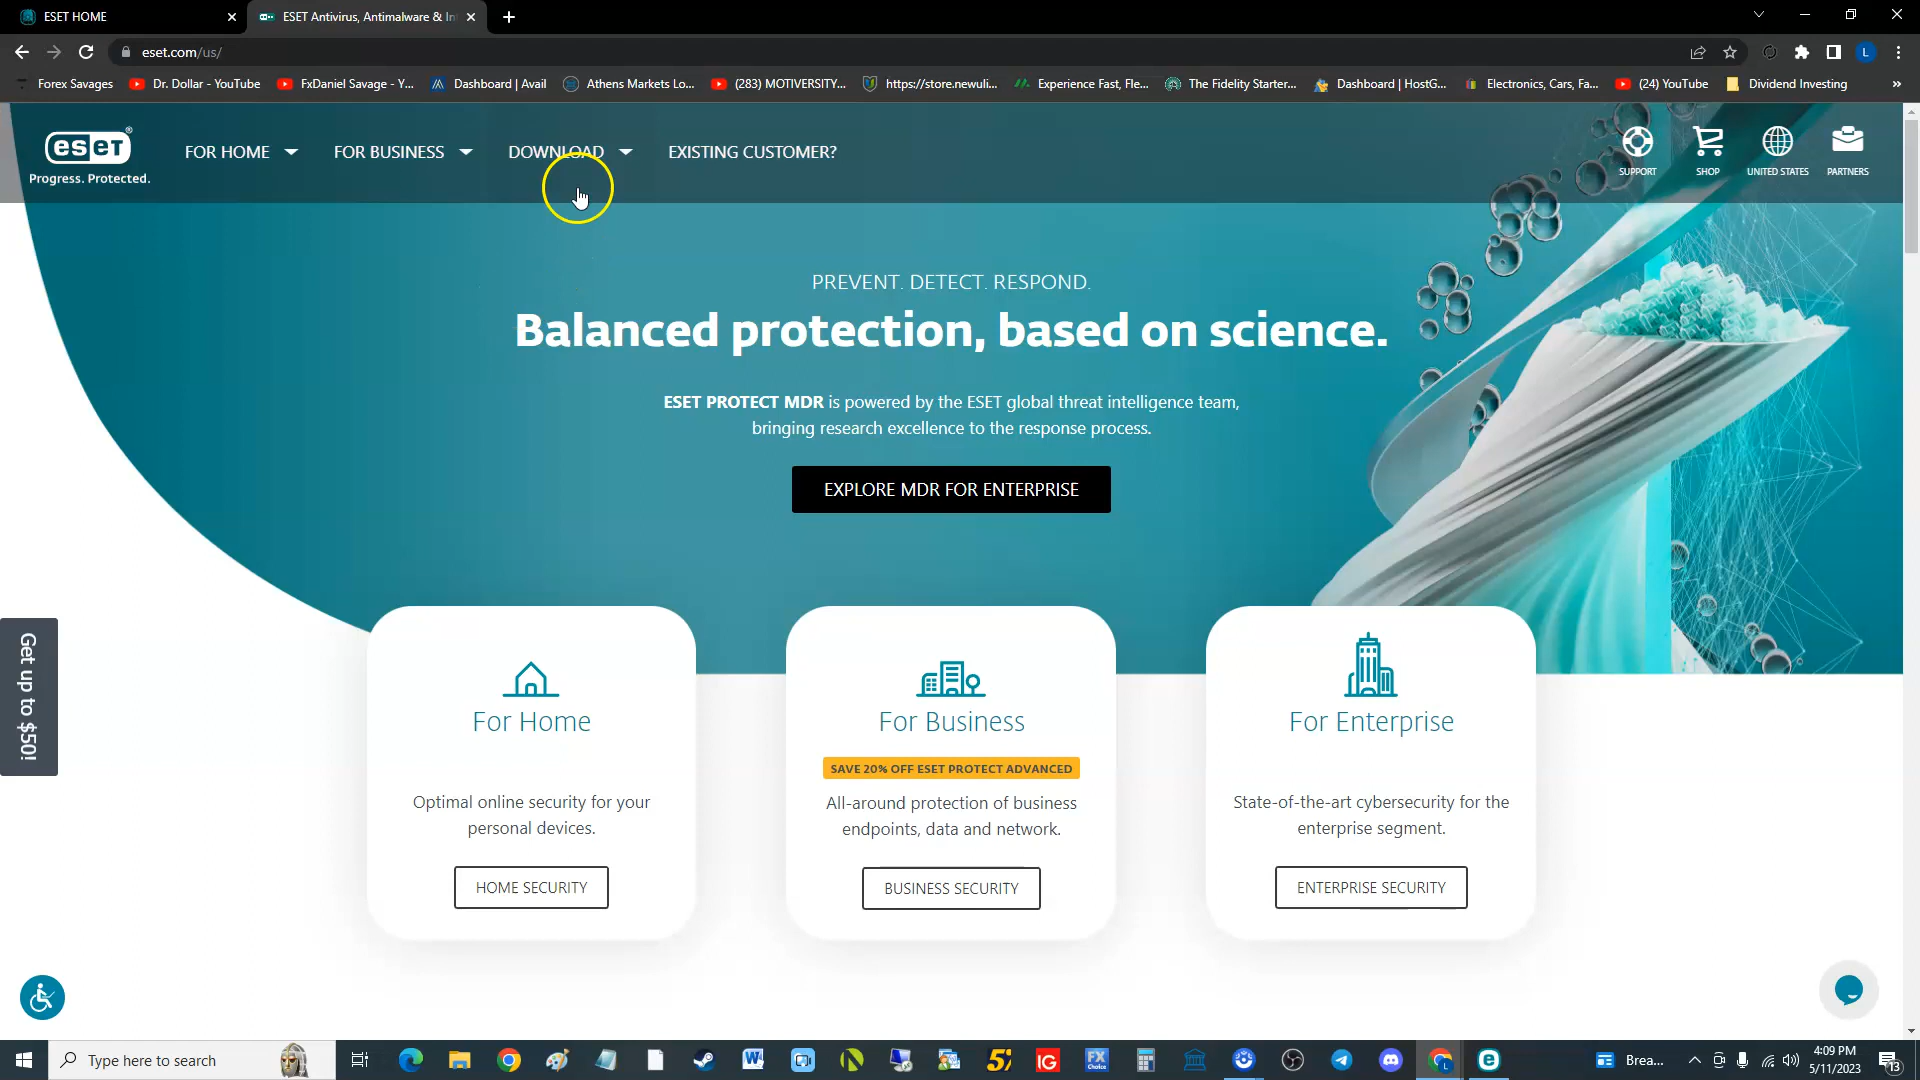 ESET HOME
ESET Antivirus, Antimalware & In
eset.com/us/
L
Forex Savages
Dr. Dollar - YouTube
FxDaniel Savage - Y...
Dashboard | Avail
Athens Markets Lo...
(283) MOTIVERSITY...
https://store.newuli...
Experience Fast, Fle...
The Fidelity Starter...
Dashboard | HostG...
Electronics, Cars, Fa...
(24) YouTube
Dividend Investing
»
eseT®
Progress. Protected.
FOR HOME
FOR BUSINESS
DOWNLOAD
EXISTING CUSTOMER?
SUPPORT
SHOP
UNITED STATES
PARTNERS
PREVENT. DETECT. RESPOND.
Balanced protection, based on science.
ESET PROTECT MDR is powered by the ESET global threat intelligence team,
bringing research excellence to the response process.
EXPLORE MDR FOR ENTERPRISE
Get up to $50!
For Home
Optimal online security for your
personal devices.
HOME SECURITY
For Business
SAVE 20% OFF ESET PROTECT ADVANCED
All-around protection of business
endpoints, data and network.
BUSINESS SECURITY
For Enterprise
State-of-the-art cybersecurity for the
enterprise segment.
ENTERPRISE SECURITY
Type here to search
Brea...
4:09 PM
5/11/2023
13